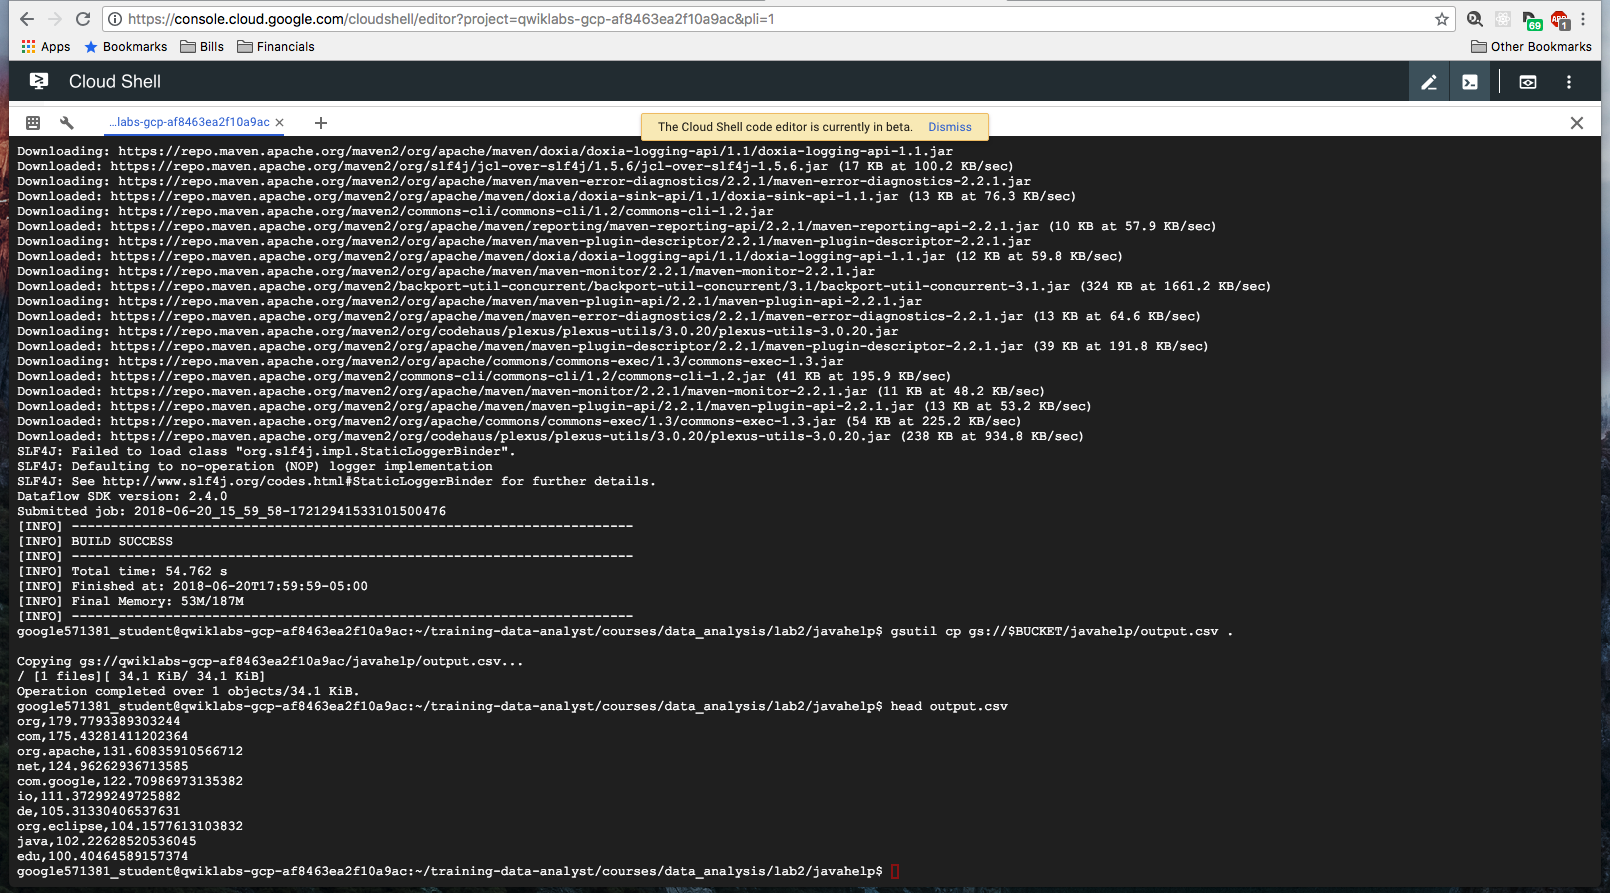 https://console.cloud.google.com/cloudshell/editor?project=qwiklabs-gcp-af8463ea2f10a9ac&pli=1
69
1
Apps Bookmarks Bills Financials Other Bookmarks
Cloud Shell
...labs-gcp-af8463ea2f10a9ac × +
The Cloud Shell code editor is currently in beta. Dismiss
Downloading: https://repo.maven.apache.org/maven2/org/apache/maven/doxia/doxia-logging-api/1.1/doxia-logging-api-1.1.jar
Downloaded: https://repo.maven.apache.org/maven2/org/slf4j/jcl-over-slf4j/1.5.6/jcl-over-slf4j-1.5.6.jar (17 KB at 100.2 KB/sec)
Downloading: https://repo.maven.apache.org/maven2/org/apache/maven/maven-error-diagnostics/2.2.1/maven-error-diagnostics-2.2.1.jar
Downloaded: https://repo.maven.apache.org/maven2/org/apache/maven/doxia/doxia-sink-api/1.1/doxia-sink-api-1.1.jar (13 KB at 76.3 KB/sec)
Downloading: https://repo.maven.apache.org/maven2/commons-cli/commons-cli/1.2/commons-cli-1.2.jar
Downloaded: https://repo.maven.apache.org/maven2/org/apache/maven/reporting/maven-reporting-api/2.2.1/maven-reporting-api-2.2.1.jar (10 KB at 57.9 KB/sec)
Downloading: https://repo.maven.apache.org/maven2/org/apache/maven/maven-plugin-descriptor/2.2.1/maven-plugin-descriptor-2.2.1.jar
Downloaded: https://repo.maven.apache.org/maven2/org/apache/maven/doxia/doxia-logging-api/1.1/doxia-logging-api-1.1.jar (12 KB at 59.8 KB/sec)
Downloading: https://repo.maven.apache.org/maven2/org/apache/maven/maven-monitor/2.2.1/maven-monitor-2.2.1.jar
Downloaded: https://repo.maven.apache.org/maven2/backport-util-concurrent/backport-util-concurrent/3.1/backport-util-concurrent-3.1.jar (324 KB at 1661.2 KB/sec)
Downloading: https://repo.maven.apache.org/maven2/org/apache/maven/maven-plugin-api/2.2.1/maven-plugin-api-2.2.1.jar
Downloaded: https://repo.maven.apache.org/maven2/org/apache/maven/maven-error-diagnostics/2.2.1/maven-error-diagnostics-2.2.1.jar (13 KB at 64.6 KB/sec)
Downloading: https://repo.maven.apache.org/maven2/org/codehaus/plexus/plexus-utils/3.0.20/plexus-utils-3.0.20.jar
Downloaded: https://repo.maven.apache.org/maven2/org/apache/maven/maven-plugin-descriptor/2.2.1/maven-plugin-descriptor-2.2.1.jar (39 KB at 191.8 KB/sec)
Downloading: https://repo.maven.apache.org/maven2/org/apache/commons/commons-exec/1.3/commons-exec-1.3.jar
Downloaded: https://repo.maven.apache.org/maven2/commons-cli/commons-cli/1.2/commons-cli-1.2.jar (41 KB at 195.9 KB/sec)
Downloaded: https://repo.maven.apache.org/maven2/org/apache/maven/maven-monitor/2.2.1/maven-monitor-2.2.1.jar (11 KB at 48.2 KB/sec)
Downloaded: https://repo.maven.apache.org/maven2/org/apache/maven/maven-plugin-api/2.2.1/maven-plugin-api-2.2.1.jar (13 KB at 53.2 KB/sec)
Downloaded: https://repo.maven.apache.org/maven2/org/apache/commons/commons-exec/1.3/commons-exec-1.3.jar (54 KB at 225.2 KB/sec)
Downloaded: https://repo.maven.apache.org/maven2/org/codehaus/plexus/plexus-utils/3.0.20/plexus-utils-3.0.20.jar (238 KB at 934.8 KB/sec)
SLF4J: Failed to load class "org.slf4j.impl.StaticLoggerBinder".
SLF4J: Defaulting to no-operation (NOP) logger implementation
SLF4J: See http://www.slf4j.org/codes.html#StaticLoggerBinder for further details.
Dataflow SDK version: 2.4.0
Submitted job: 2018-06-20_15_59_58-17212941533101500476
[INFO] ------------------------------------------------------------------------
[INFO] BUILD SUCCESS
[INFO] ------------------------------------------------------------------------
[INFO] Total time: 54.762 s
[INFO] Finished at: 2018-06-20T17:59:59-05:00
[INFO] Final Memory: 53M/187M
[INFO] ------------------------------------------------------------------------
google571381_student@qwiklabs-gcp-af8463ea2f10a9ac:~/training-data-analyst/courses/data_analysis/lab2/javahelp$ gsutil cp gs://$BUCKET/javahelp/output.csv .
Copying gs://qwiklabs-gcp-af8463ea2f10a9ac/javahelp/output.csv...
/ [1 files][ 34.1 KiB/ 34.1 KiB]
Operation completed over 1 objects/34.1 KiB.
google571381_student@qwiklabs-gcp-af8463ea2f10a9ac:~/training-data-analyst/courses/data_analysis/lab2/javahelp$ head output.csv
org,179.7793389303244
com,175.43281411202364
org.apache,131.60835910566712
net,124.96262936713585
com.google,122.70986973135382
io,111.37299249725882
de,105.31330406537631
org.eclipse,104.1577613103832
java,102.22628520536045
edu,100.40464589157374
google571381_student@qwiklabs-gcp-af8463ea2f10a9ac:~/training-data-analyst/courses/data_analysis/lab2/javahelp$